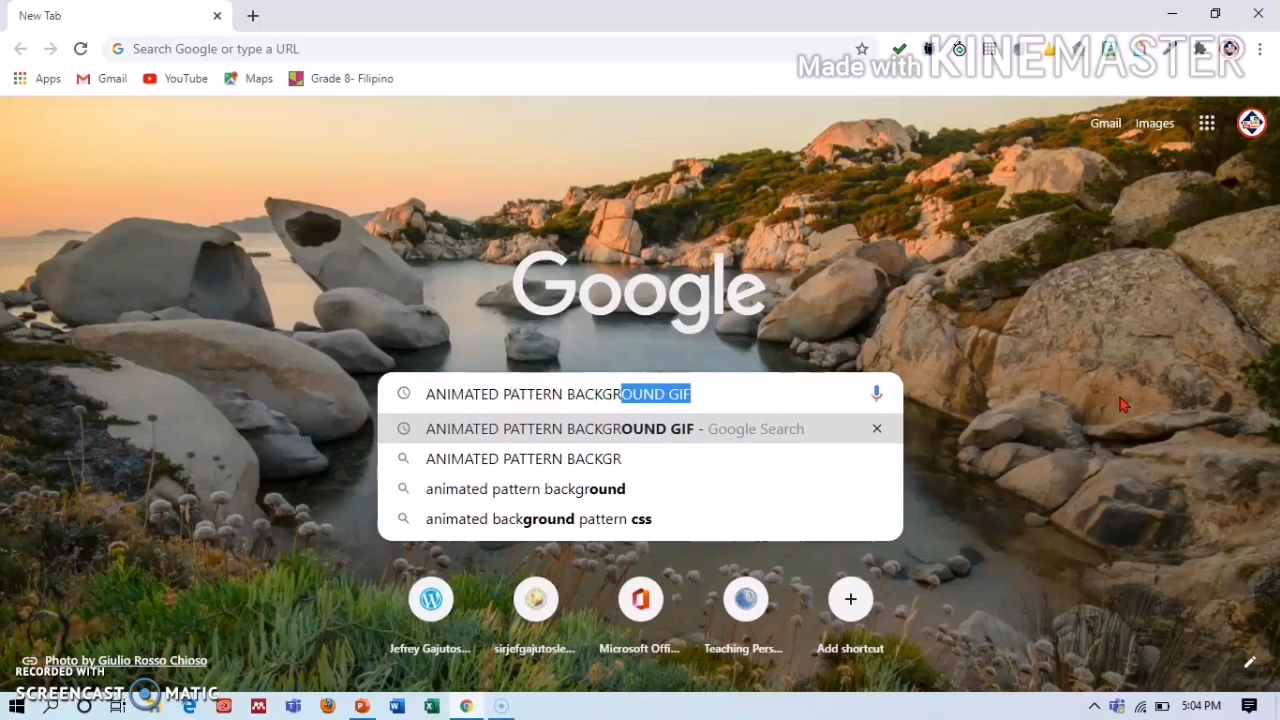 New Tab
Search Google or type a URL
Made with KINEMASTER
Apps
Gmail
YouTube
Maps
Grade 8- Filipino
Gmail
Images
Google
ANIMATED PATTERN BACKGROUND GIF
ANIMATED PATTERN BACKGROUND GIF - Google Search
ANIMATED PATTERN BACKGR
animated pattern background
animated background pattern css
Jefrey Gajutos...
sirjefgajutosle...
Microsoft Offi...
Teaching Pers...
Add shortcut
Photo by Giulio Rosso Chioso
RECORDED WITH
SCREENCAST MATIC
5:04 PM